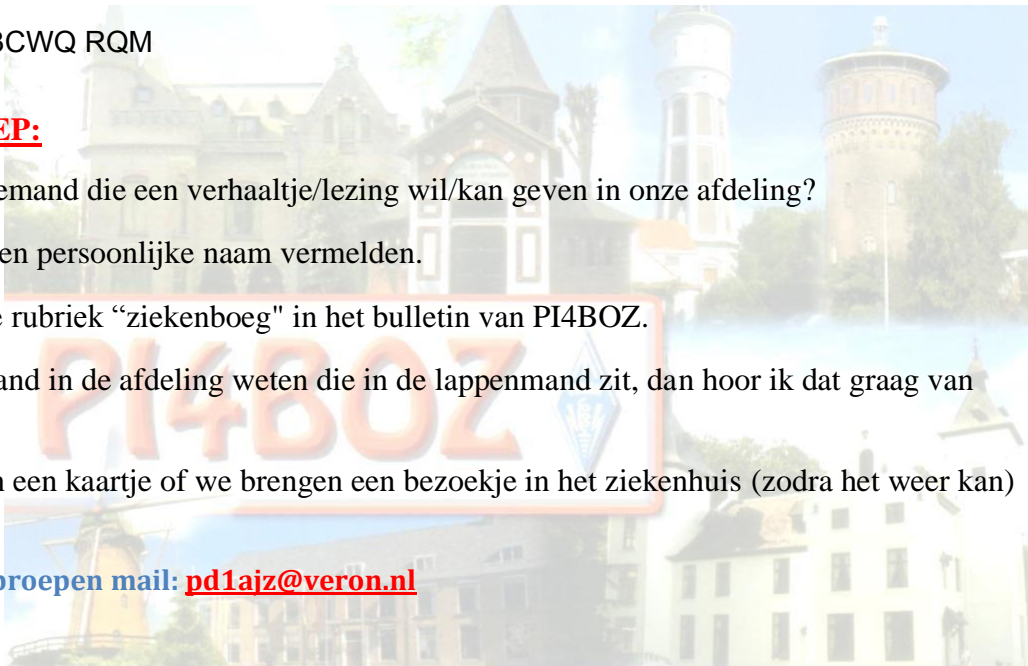 BCWQ RQM
EP:
emand die een verhaaltje/lezing wil/kan geven in onze afdeling?
en persoonlijke naam vermelden.
e rubriek “ziekenboeg" in het bulletin van PI4BOZ.
and in de afdeling weten die in de lappenmand zit, dan hoor ik dat graag van
PI4BOZ
n een kaartje of we brengen een bezoekje in het ziekenhuis (zodra het weer kan)
proepen mail: pd1ajz@veron.nl